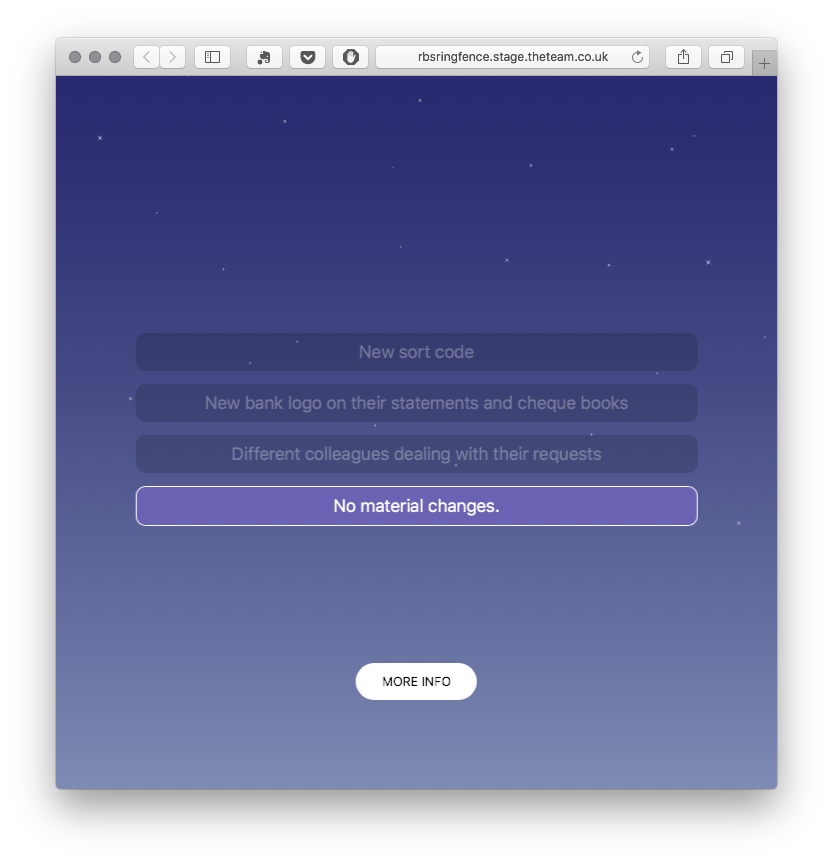 rbsringfence.stage.theteam.co.uk
New sort code
New bank logo on their statements and cheque books
Different colleagues dealing with their requests
No material changes.
MORE INFO